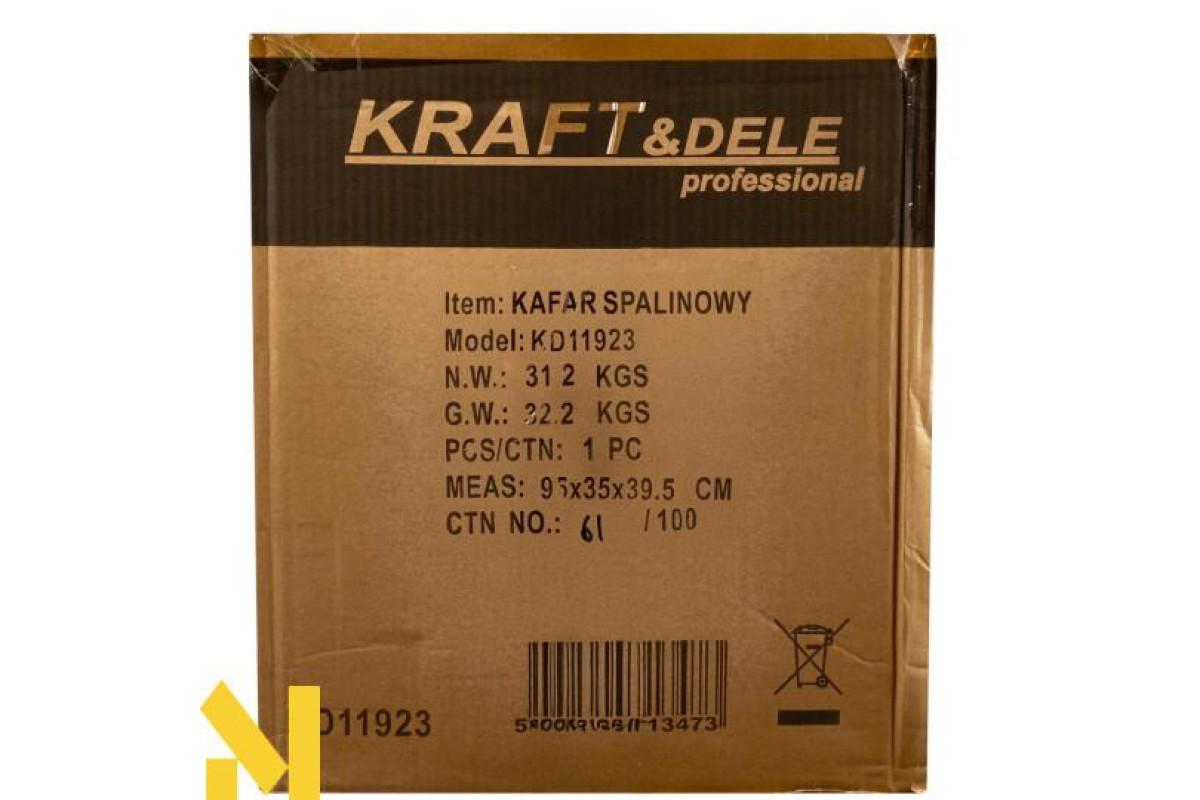 KRAFT &DELE
professional
Item: KAFAR SPALINOWY
Model: KD11923
N.W.: 31 2 KGS
G.W.: 32.2 KGS
PCS/CTN: 1 PC
MEAS: 95x35x39.5 CM
CTN NO.: 61 /100
D11923